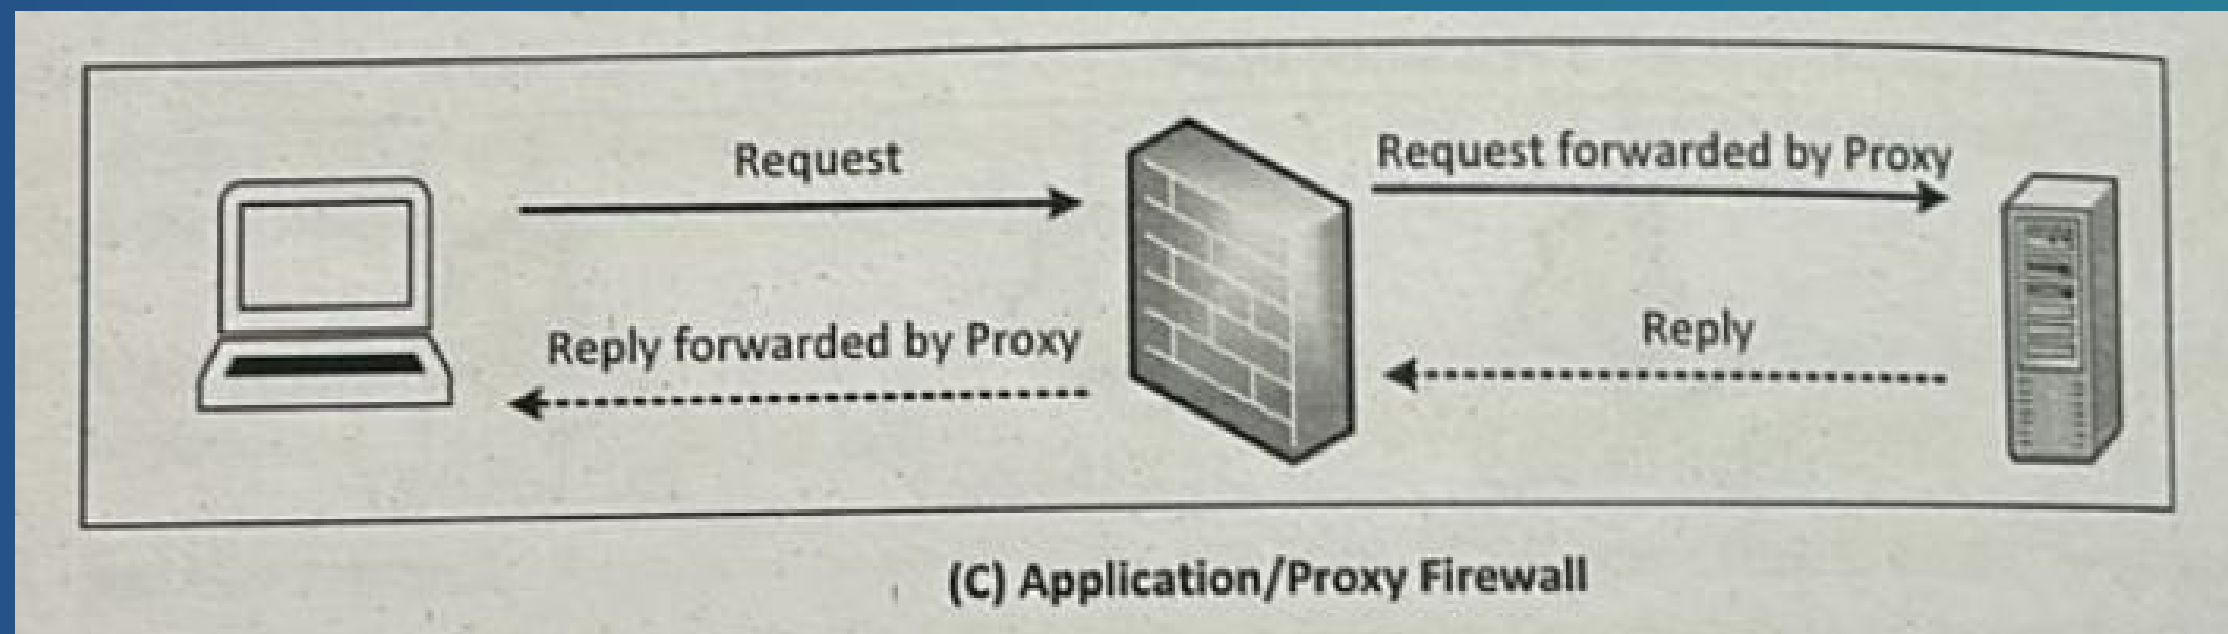 Request
Request forwarded by Proxy
Reply forwarded by Proxy
Reply
(C) Application/Proxy Firewall